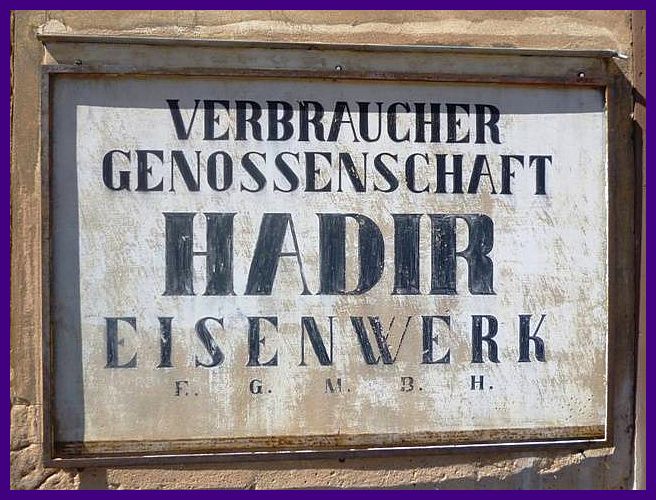 VERBRAUCHER
GENOSSENSCHAFT
HADIR
EISENWERK
E. G. M. B. H.